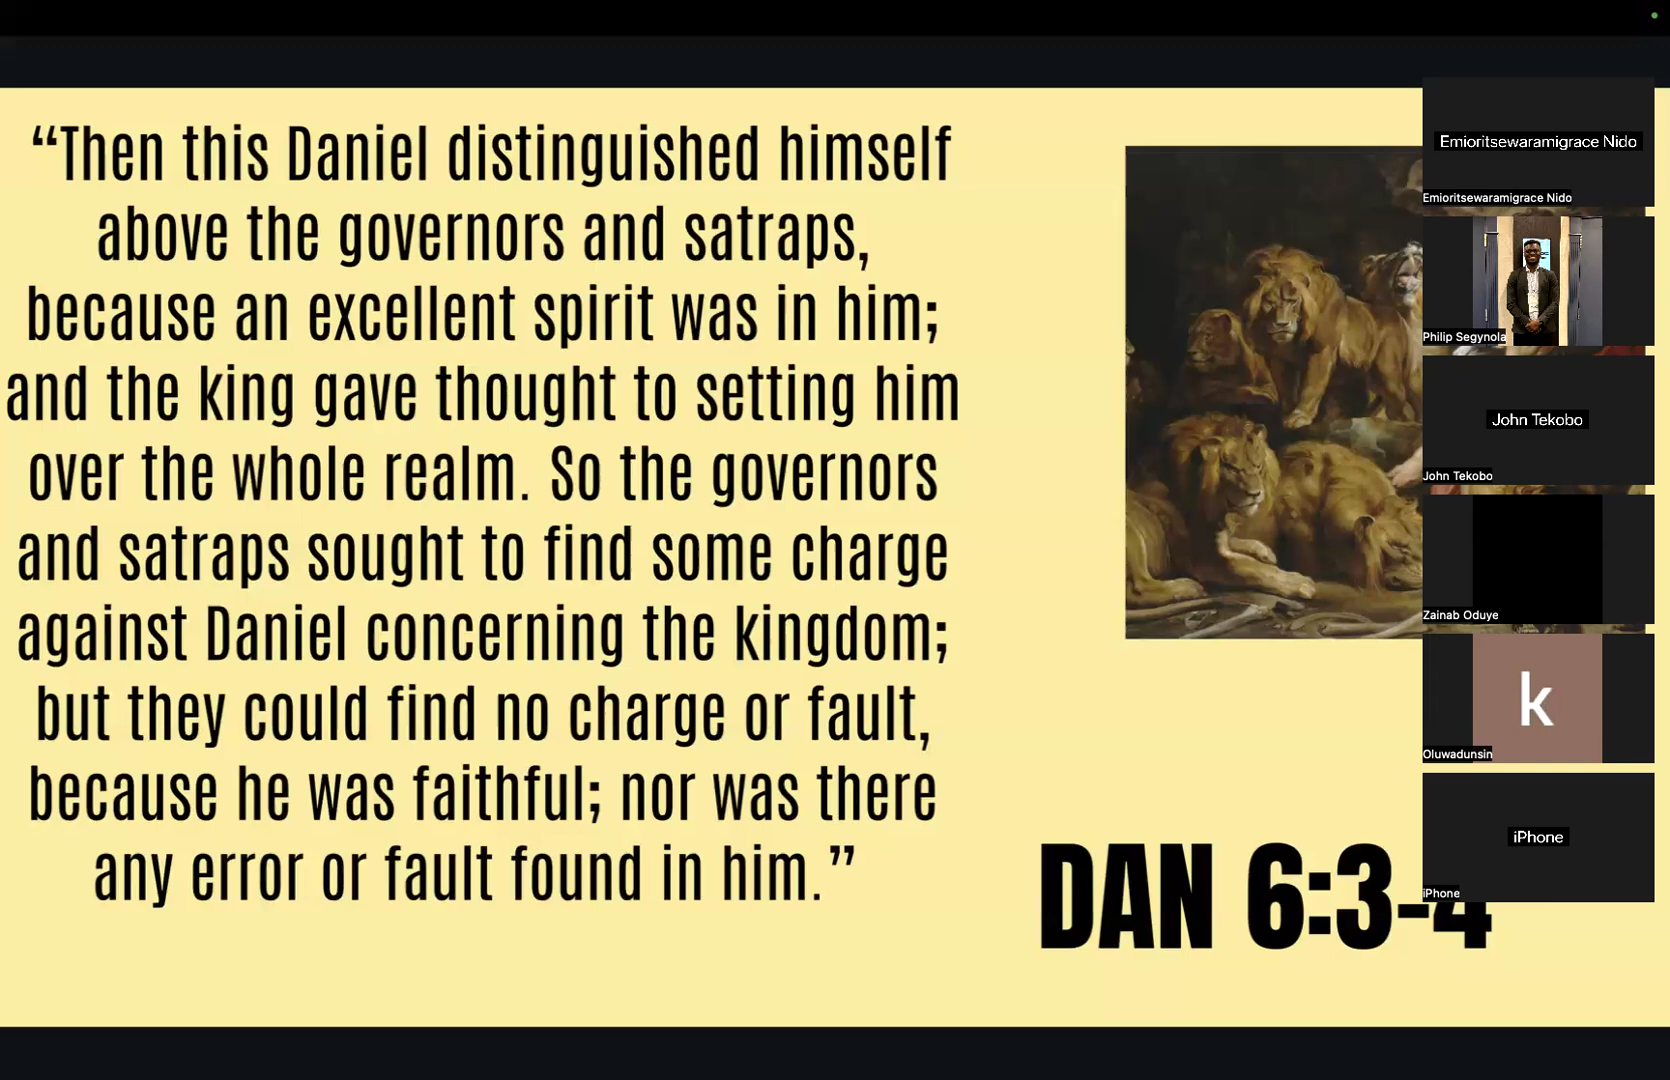 “Then this Daniel distinguished himself
above the governors and satraps,
because an excellent spirit was in him;
and the king gave thought to setting him
over the whole realm. So the governors
and satraps sought to find some charge
against Daniel concerning the kingdom;
but they could find no charge or fault,
because he was faithful; nor was there
any error or fault found in him.”
DAN 6:3-4
Emioritsewaramigrace Nido
Emioritsewaramigrace Nido
Philip Segynola
John Tekobo
John Tekobo
Zainab Oduye
k
Oluwadunsin
iPhone
iPhone